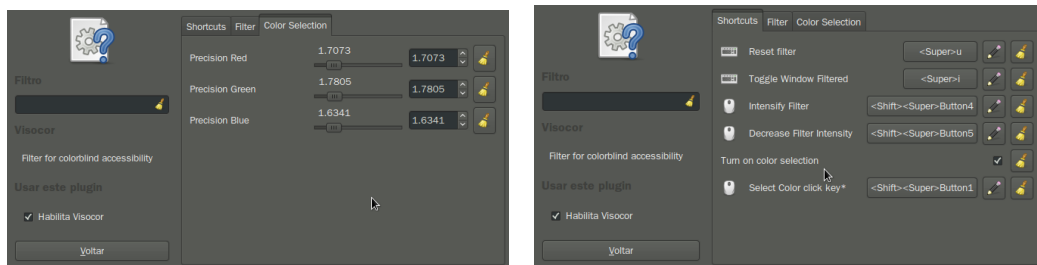 Shortcuts Filter Color Selection
Precision Red 1.7073 1.7073
Precision Green 1.7805 1.7805
Precision Blue 1.6341 1.6341
Filtro
Visocor
Filter for colorblind accessibility
Usar este plugin
Habilita Visocor
Voltar
Shortcuts Filter Color Selection
Reset filter <Super>u
Toggle Window Filtered <Super>i
Intensify Filter <Shift><Super>Button4
Decrease Filter Intensity <Shift><Super>Button5
Turn on color selection
Select Color click key* <Shift><Super>Button1
Filtro
Visocor
Filter for colorblind accessibility
Usar este plugin
Habilita Visocor
Voltar